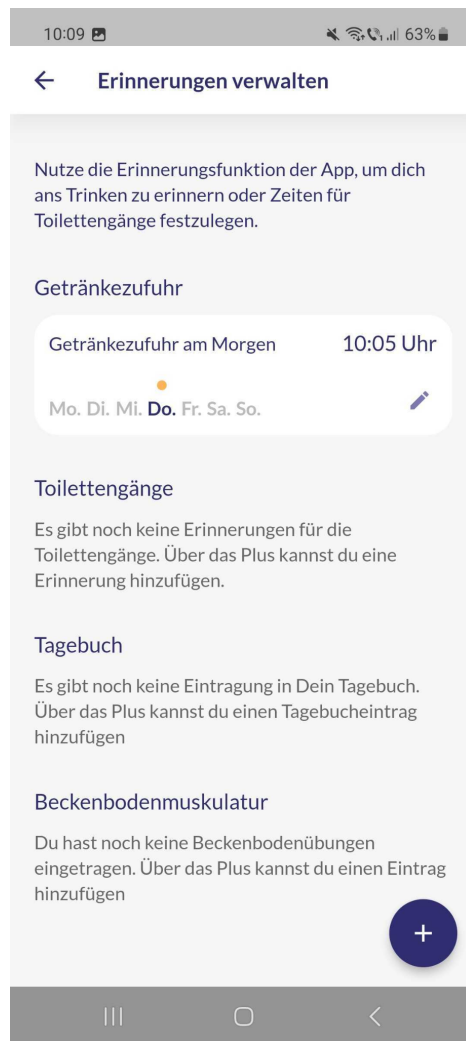 10:09 63%
Erinnerungen verwalten
Nutze die Erinnerungsfunktion der App, um dich
ans Trinken zu erinnern oder Zeiten für
Toilettengänge festzulegen.
Getränkezufuhr
Getränkezufuhr am Morgen 10:05 Uhr
Mo. Di. Mi. Do. Fr. Sa. So.
Toilettengänge
Es gibt noch keine Erinnerungen für die
Toilettengänge. Über das Plus kannst du eine
Erinnerung hinzufügen.
Tagebuch
Es gibt noch keine Eintragung in Dein Tagebuch.
Über das Plus kannst du einen Tagebucheintrag
hinzufügen
Beckenbodenmuskulatur
Du hast noch keine Beckenbodenübungen
eingetragen. Über das Plus kannst du einen Eintrag
hinzufügen
+